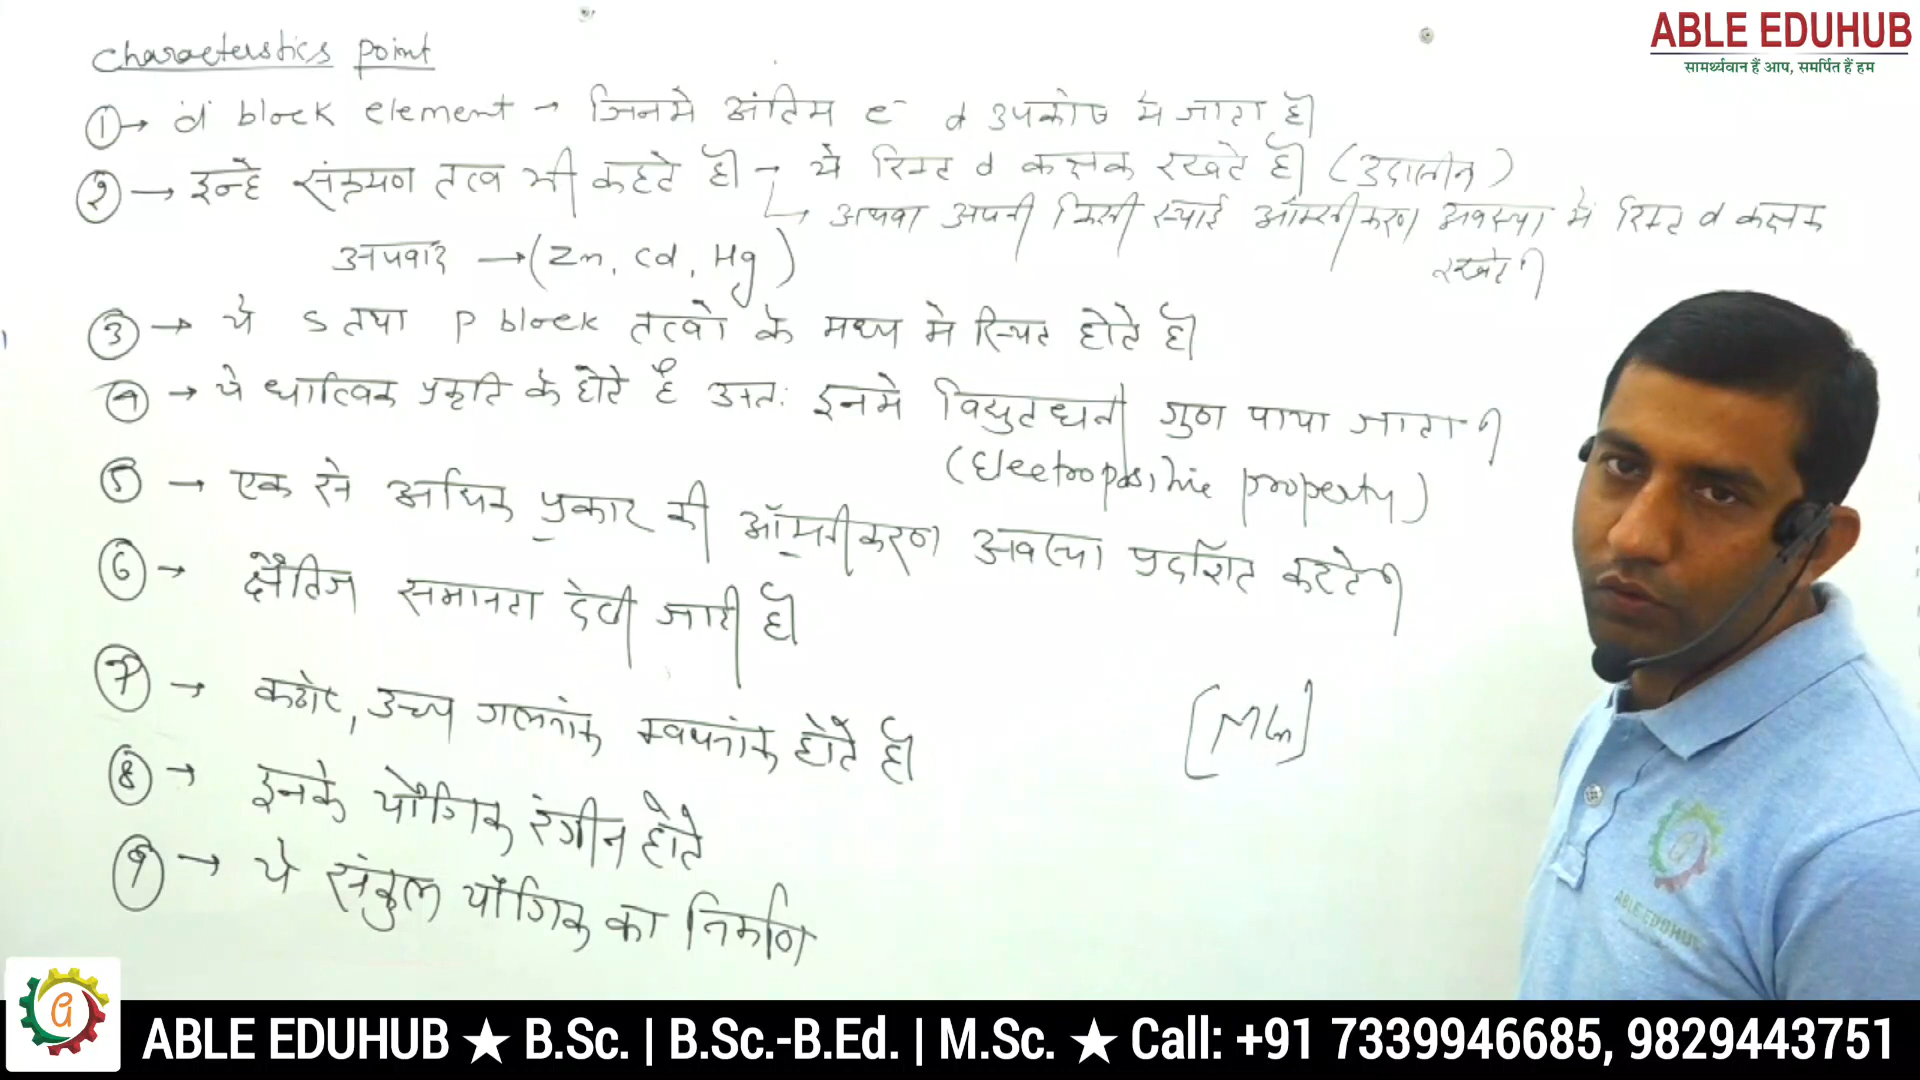 ABLE EDUHUB
सामर्थ्यवान हैं आप, समर्पित हैं हम
Characterstics point
① → d block element → जिनमे अंतिम e⁻ d उपकोष मे जाता है
② → इन्हे संक्रमण तत्व भी कहते है → ये रिक्त d कक्षक रखते है (उदासीन)
↳ अथवा अपनी किसी स्थाई ऑक्सीकरण अवस्था में रिक्त d कक्षक
रखते
अपवाद → (Zn, Cd, Hg)
③ → ये s तथा p block तत्वो के मध्य मे स्थित होते है
④ → ये धात्विक प्रकृति के होते है अतः इनमे विद्युत धनी गुण पाया जाता
(Electropositive property)
⑤ → एक से अधिक प्रकार की ऑक्सीकरण अवस्था प्रदर्शित करते
⑥ → क्षैतिज समानता देखी जाती है
⑦ → कठोर, उच्च गलनांक क्वथनांक होते है
[MLn]
⑧ → इनके यौगिक रंगीन होते
⑨ → ये संकुल यौगिक का निर्माण
ABLE EDUHUB
ABLE EDUHUB ★ B.Sc. | B.Sc.-B.Ed. | M.Sc. ★ Call: +91 7339946685, 9829443751